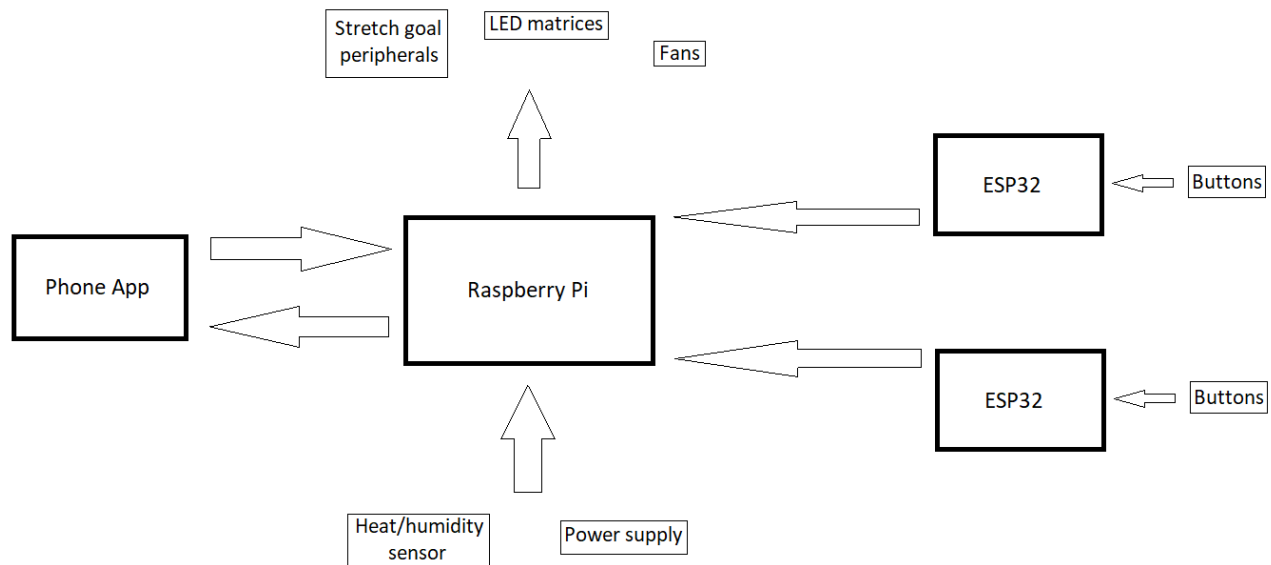 Stretch goal
peripherals
LED matrices
Fans
ESP32
Buttons
Phone App
Raspberry Pi
ESP32
Buttons
Heat/humidity
sensor
Power supply